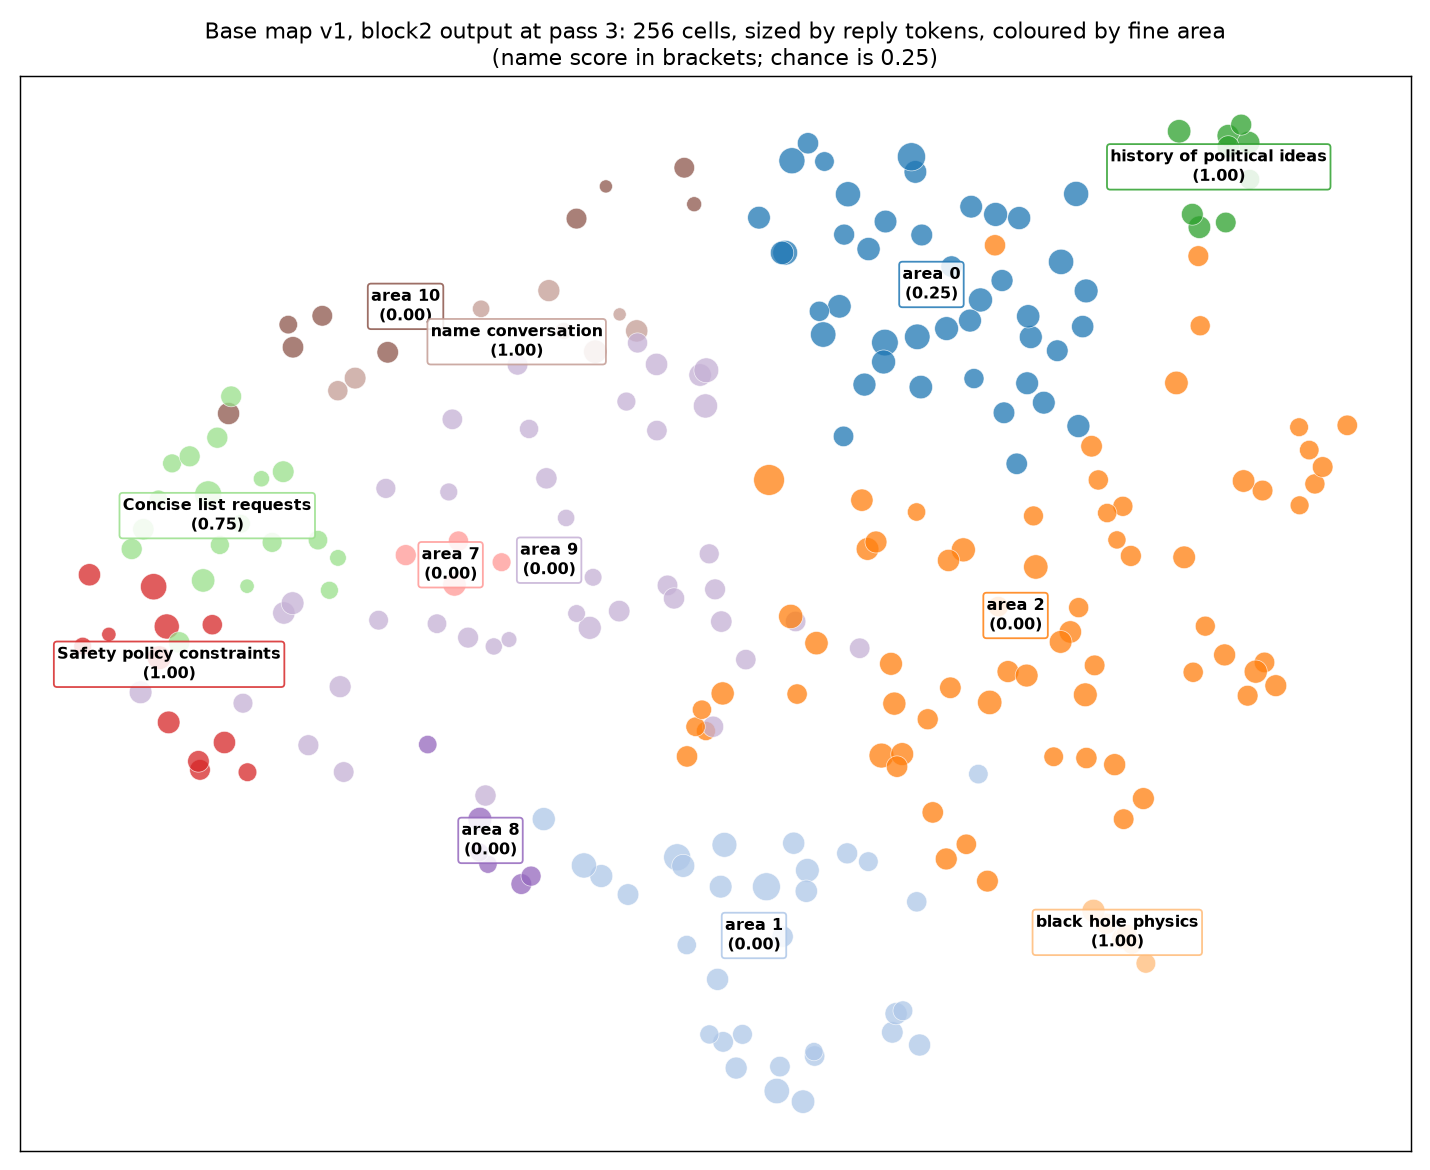 Base map v1, block2 output at pass 3: 256 cells, sized by reply tokens, coloured by fine area
(name score in brackets; chance is 0.25)
history of political ideas
(1.00)
area 0
(0.25)
area 10
(0.00)
name conversation
(1.00)
Concise list requests
(0.75)
area 7
(0.00)
area 9
(0.00)
area 2
(0.00)
Safety policy constraints
(1.00)
area 8
(0.00)
area 1
(0.00)
black hole physics
(1.00)